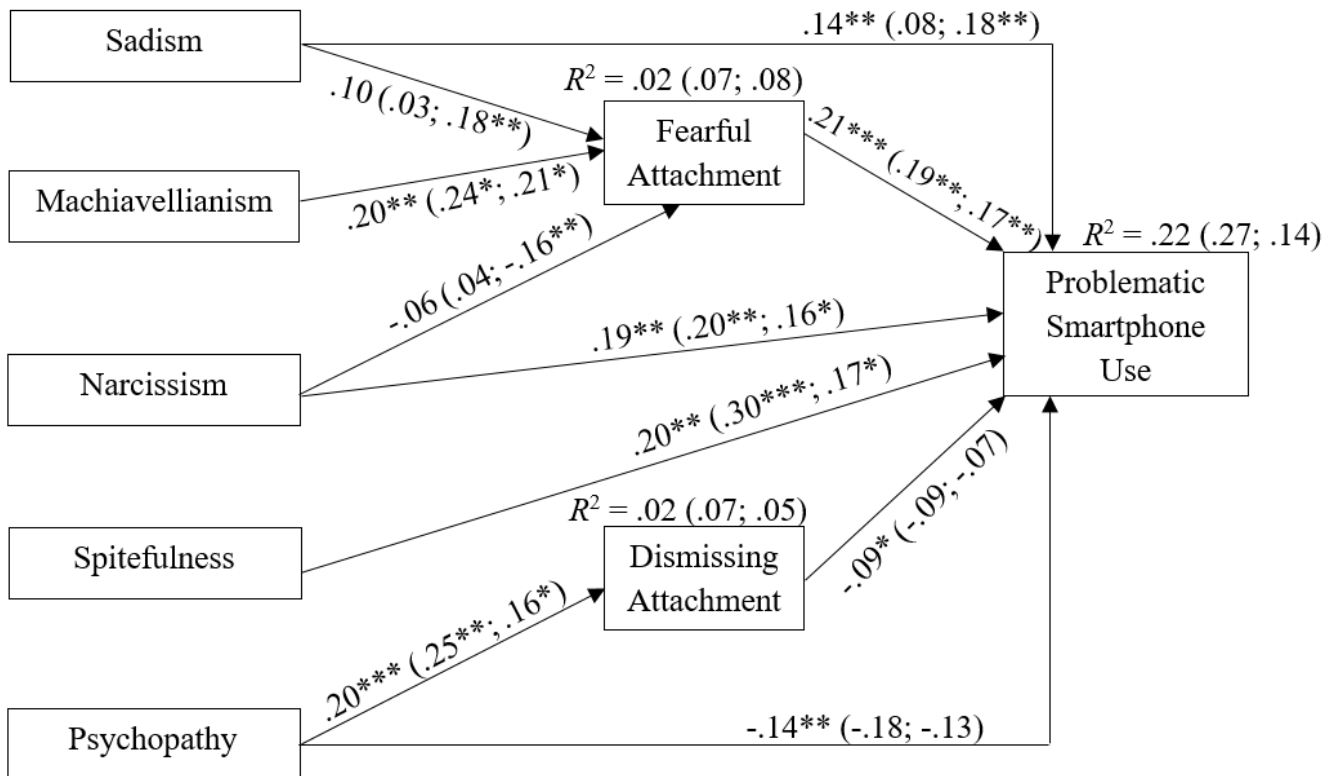 Sadism
.14** (.08; .18**)
.10 (.03; .18**)
R² = .02 (.07; .08)
Fearful
Attachment
.21*** (.19**; .17**)
Machiavellianism
.20** (.24*; .21*)
R² = .22 (.27; .14)
Problematic
Smartphone
Use
-.06 (.04; -.16**)
.19** (.20**; .16*)
Narcissism
.20** (.30***; .17*)
R² = .02 (.07; .05)
Spitefulness
Dismissing
Attachment
-.09* (-.09; -.07)
.20*** (.25**; .16*)
Psychopathy
-.14** (-.18; -.13)